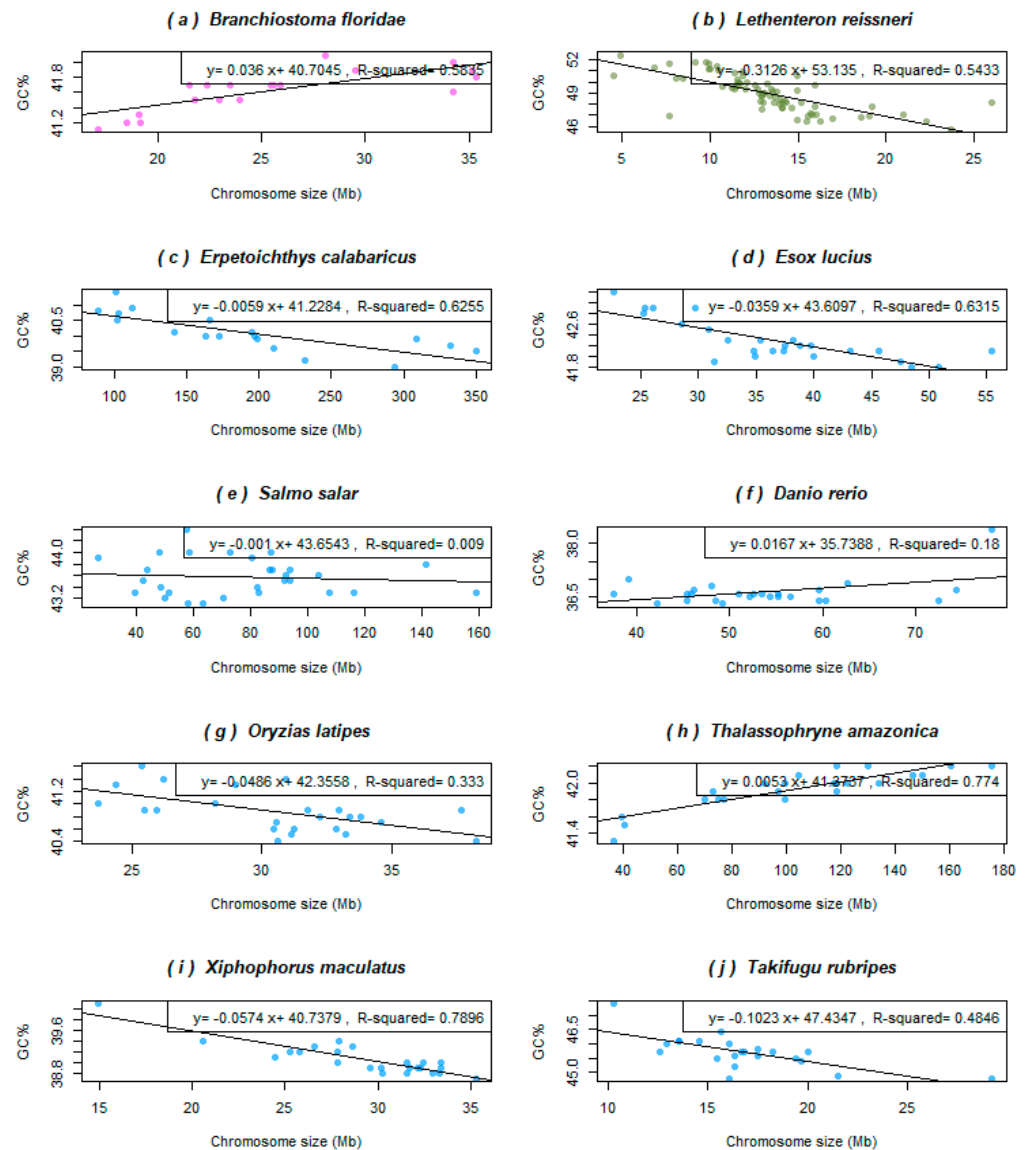 ( a ) Branchiostoma floridae
GC%
41.2 41.8
y= 0.036 x+ 40.7045 , R-squared= 0.5835
20 25 30 35
Chromosome size (Mb)
( b ) Lethenteron reissneri
GC%
46 49 52
y= -0.3126 x+ 53.135 , R-squared= 0.5433
5 10 15 20 25
Chromosome size (Mb)
( c ) Erpetoichthys calabaricus
GC%
39.0 40.5
y= -0.0059 x+ 41.2284 , R-squared= 0.6255
100 150 200 250 300 350
Chromosome size (Mb)
( d ) Esox lucius
GC%
41.8 42.6
y= -0.0359 x+ 43.6097 , R-squared= 0.6315
25 30 35 40 45 50 55
Chromosome size (Mb)
( e ) Salmo salar
GC%
43.2 44.0
y= -0.001 x+ 43.6543 , R-squared= 0.009
40 60 80 100 120 140 160
Chromosome size (Mb)
( f ) Danio rerio
GC%
36.5 38.0
y= 0.0167 x+ 35.7388 , R-squared= 0.18
40 50 60 70
Chromosome size (Mb)
( g ) Oryzias latipes
GC%
40.4 41.2
y= -0.0486 x+ 42.3558 , R-squared= 0.333
25 30 35
Chromosome size (Mb)
( h ) Thalassophryne amazonica
GC%
41.4 42.0
y= 0.0053 x+ 41.3737 , R-squared= 0.774
40 60 80 100 120 140 160 180
Chromosome size (Mb)
( i ) Xiphophorus maculatus
GC%
38.8 39.6
y= -0.0574 x+ 40.7379 , R-squared= 0.7896
15 20 25 30 35
Chromosome size (Mb)
( j ) Takifugu rubripes
GC%
45.0 46.5
y= -0.1023 x+ 47.4347 , R-squared= 0.4846
10 15 20 25
Chromosome size (Mb)